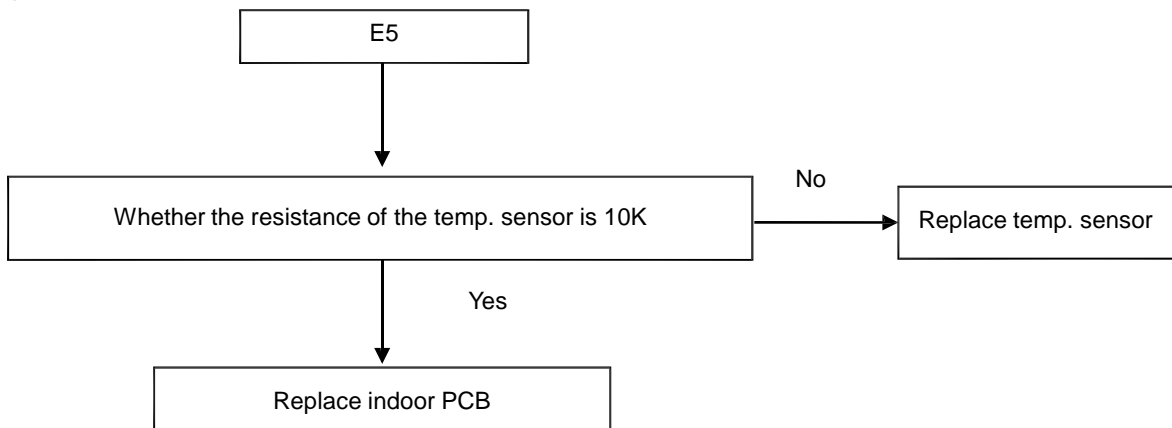 E5
Whether the resistance of the temp. sensor is 10K
No
Replace temp. sensor
Yes
Replace indoor PCB